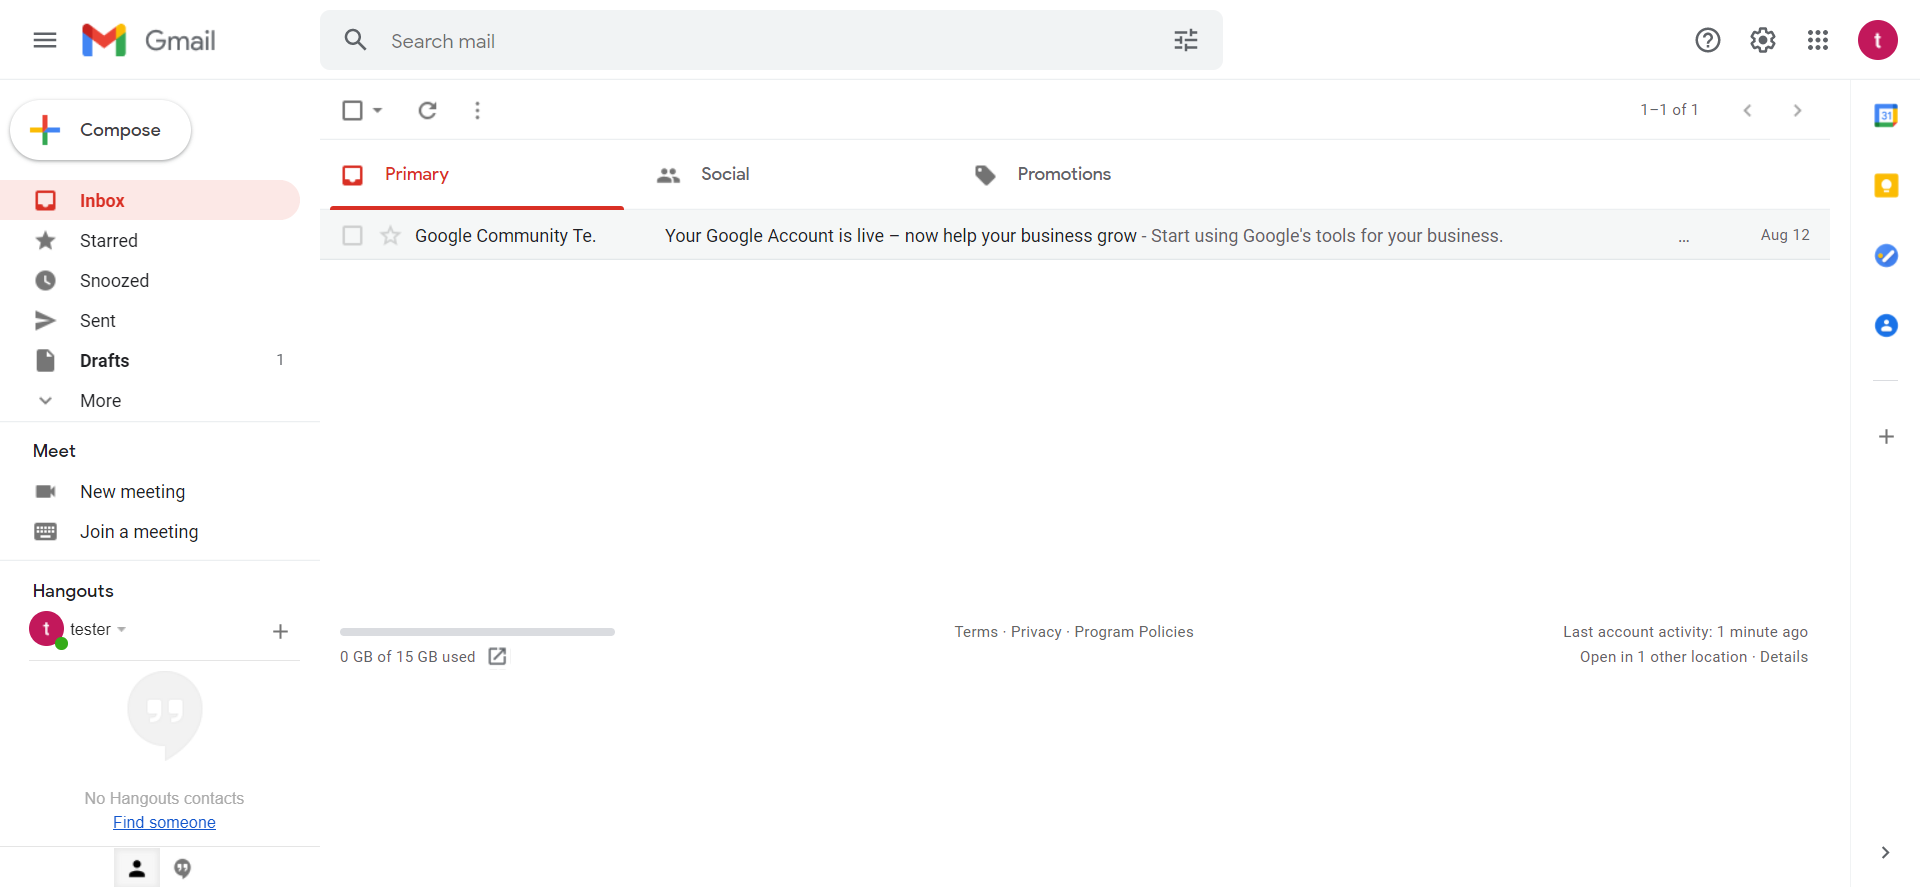 Gmail
Search mail
t
Compose
1–1 of 1
31
Primary
Social
Promotions
Inbox
Google Community Te. Your Google Account is live – now help your business grow - Start using Google's tools for your business. ... Aug 12
Starred
Snoozed
Sent
Drafts 1
More
Meet
New meeting
Join a meeting
Hangouts
t tester
0 GB of 15 GB used
Terms · Privacy · Program Policies
Last account activity: 1 minute ago
Open in 1 other location · Details
No Hangouts contacts
Find someone